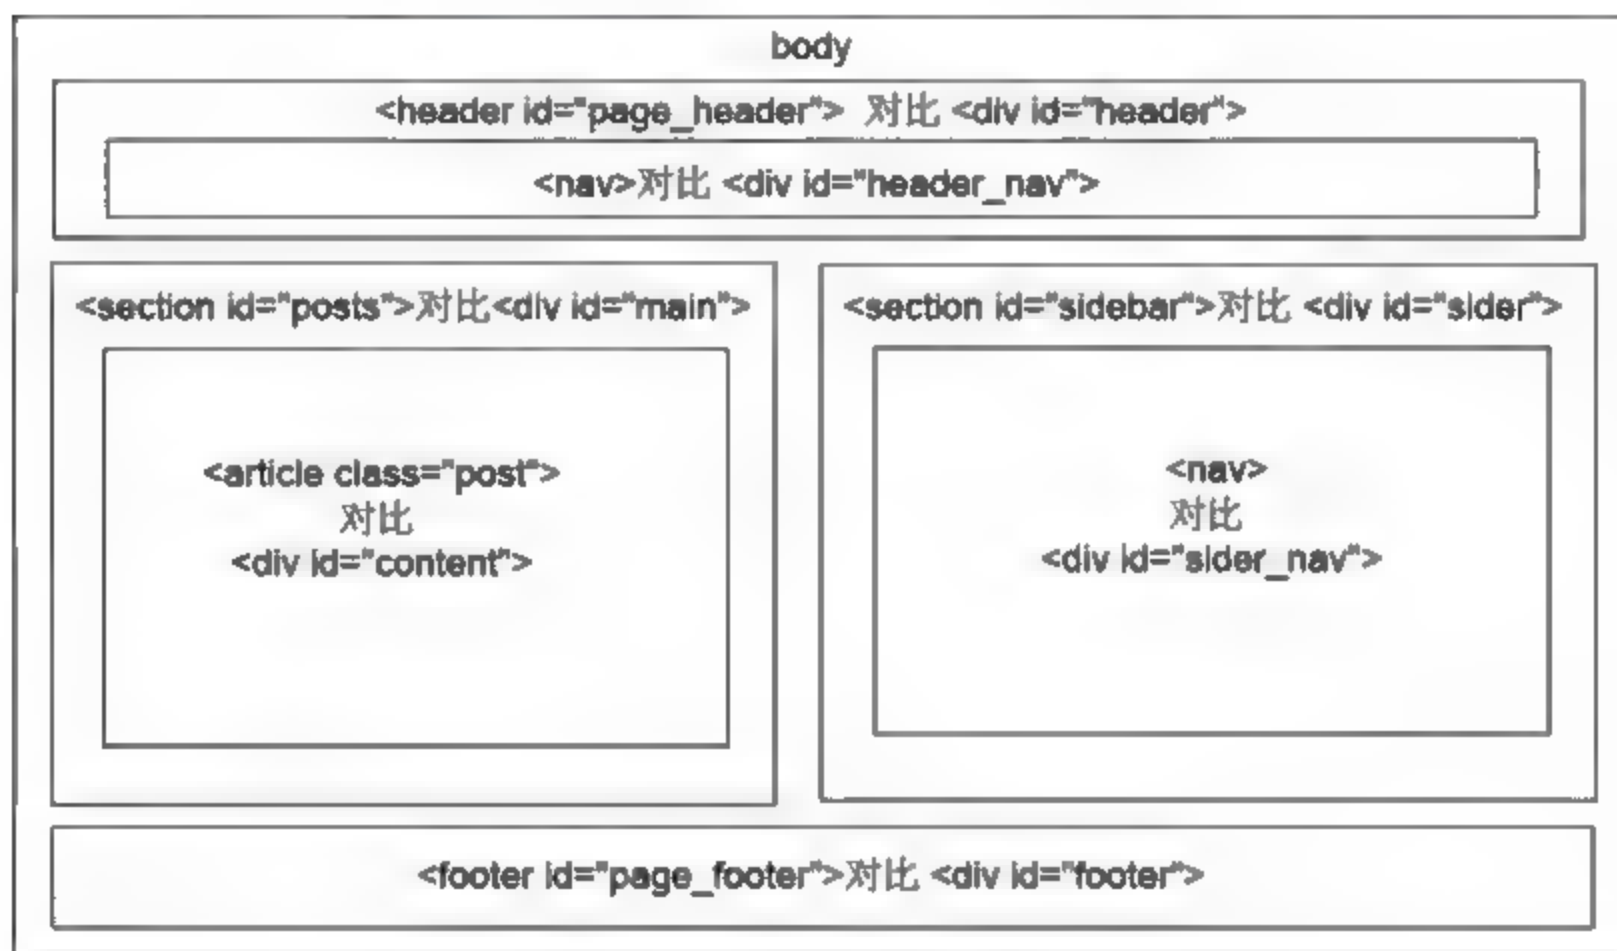 body
<header id="page_header"> 对比 <div id="header">
<nav>对比 <div id="header_nav">
<section id="posts">对比<div id="main">
<section id="sidebar">对比 <div id="sider">
<article class="post">
对比
<div id="content">
<nav>
对比
<div id="sider_nav">
<footer id="page_footer">对比 <div id="footer">